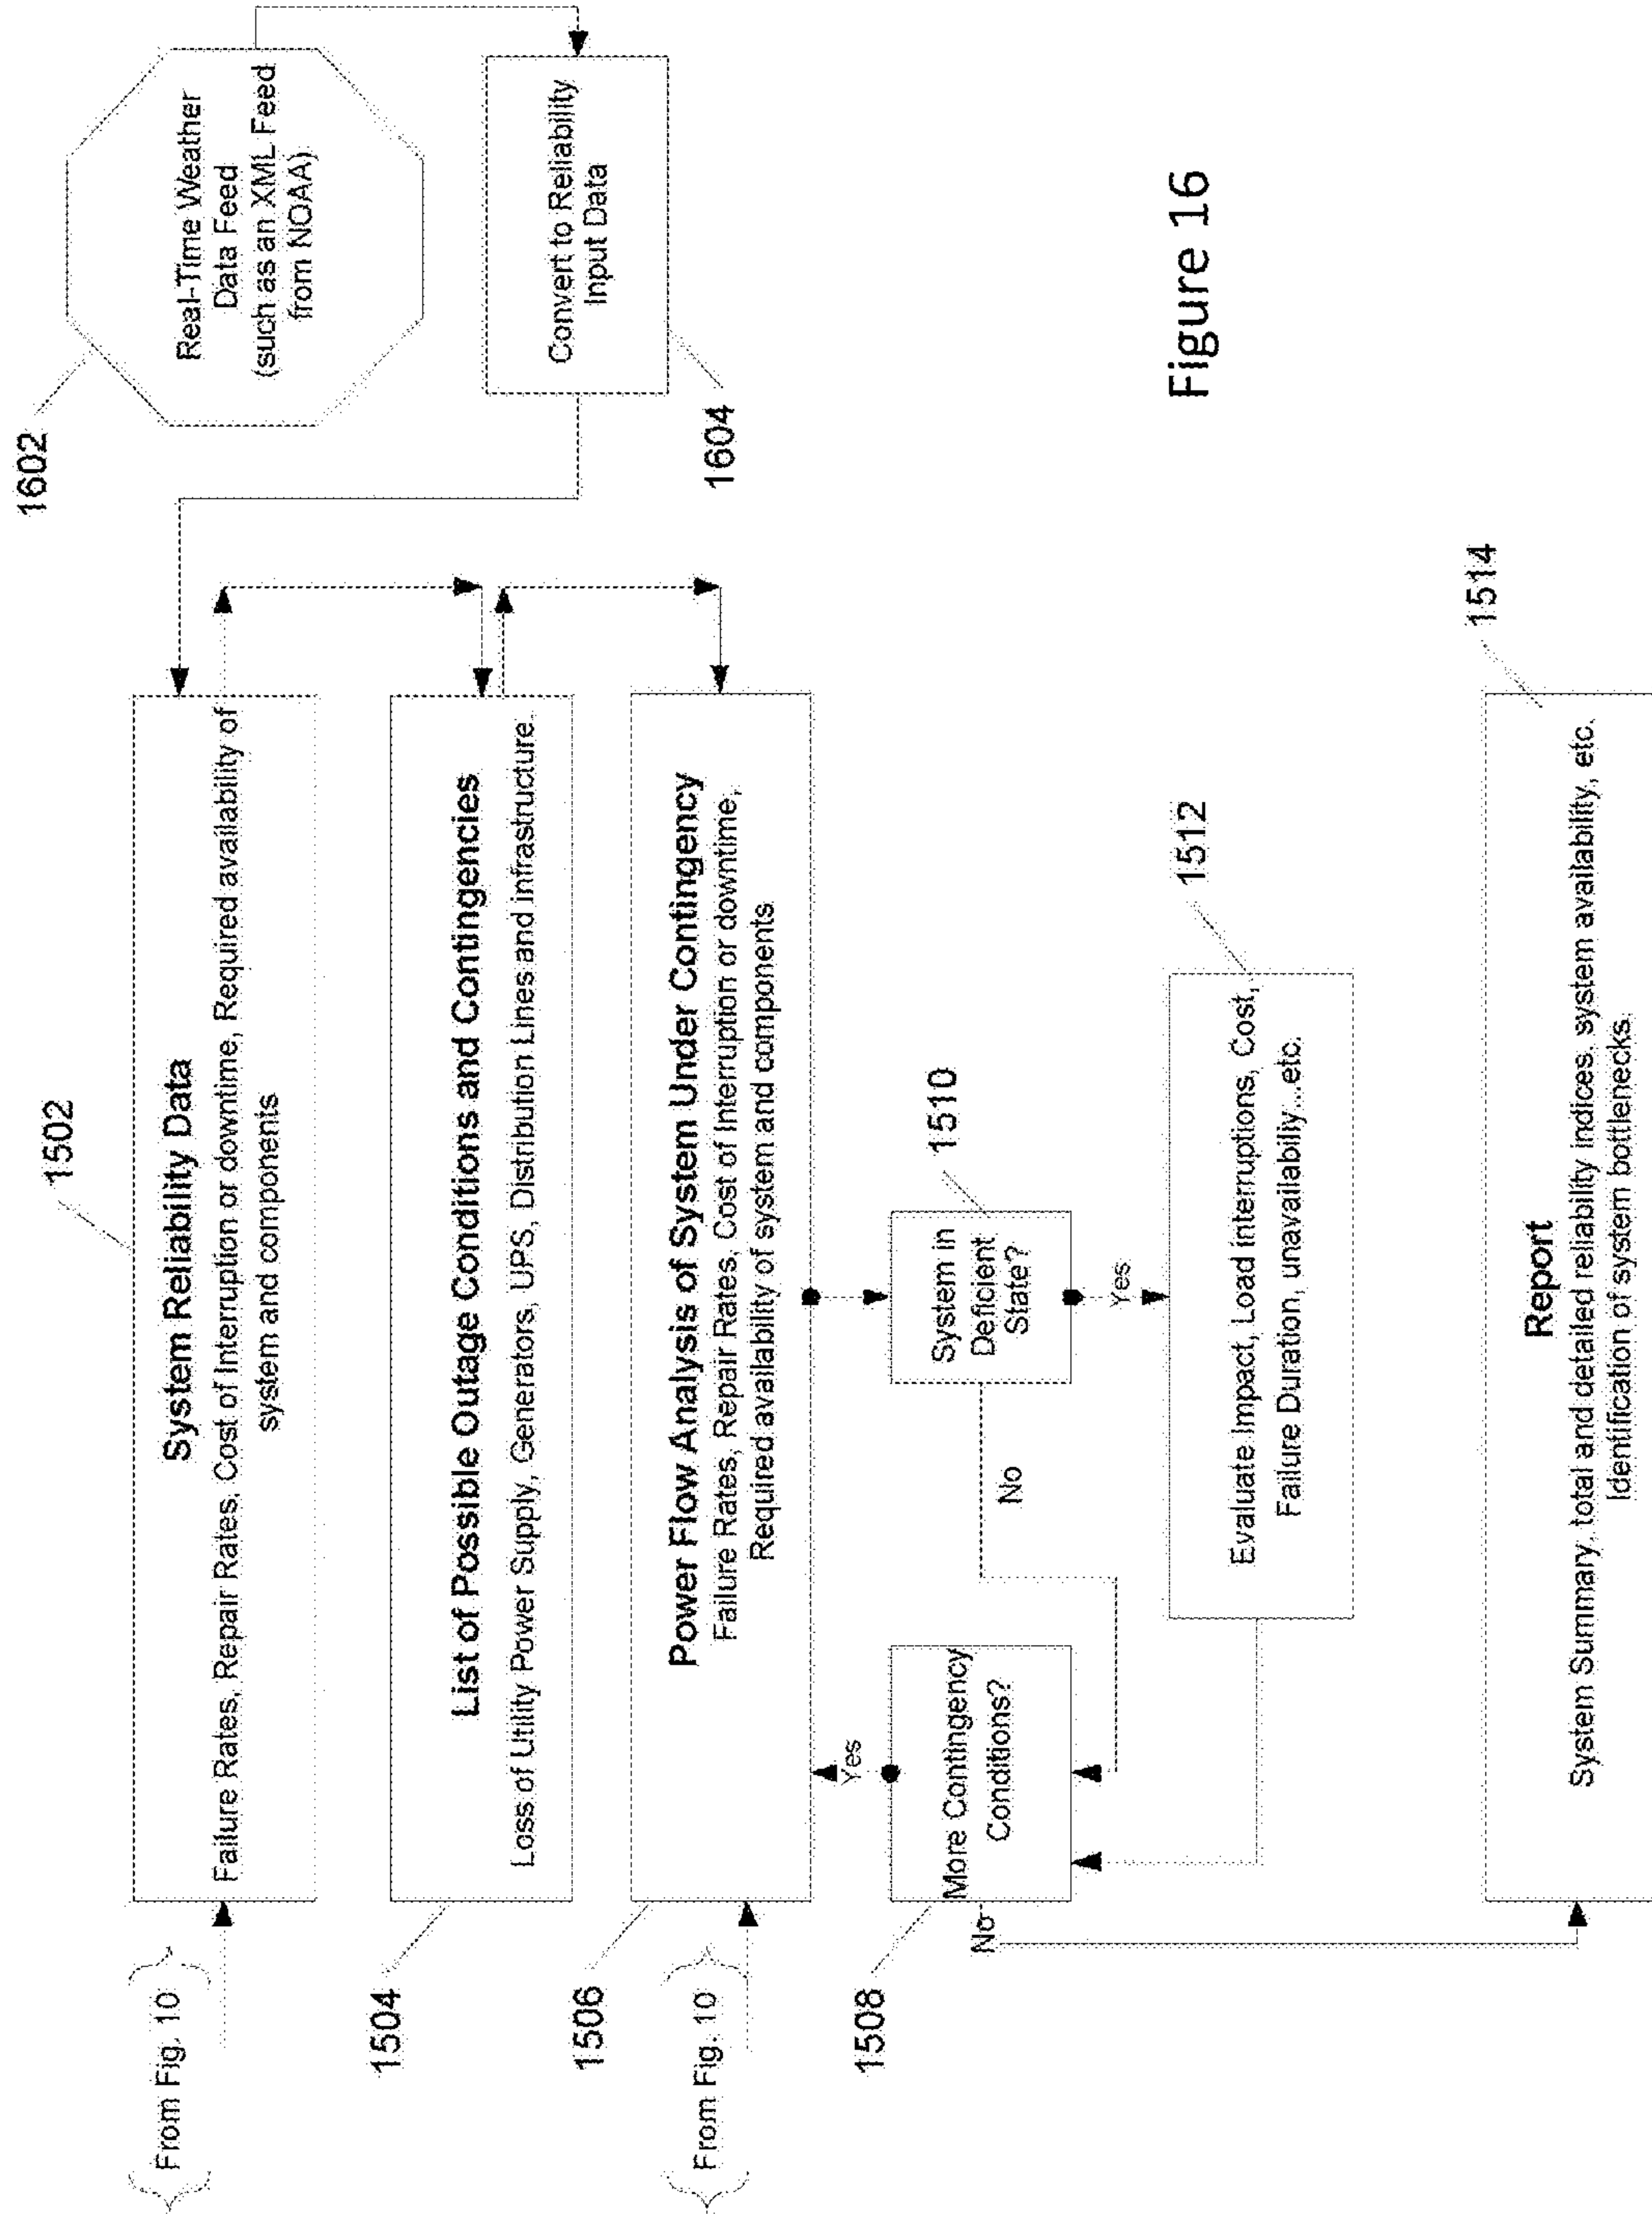 1602
Real-Time Weather
Data Feed
(such as an XML Feed
from NOAA)
Convert to Reliability
Input Data
1604
1502
From Fig. 10
System Reliability Data
Failure Rates, Repair Rates, Cost of Interruption or downtime, Required availability of
system and components
1504
List of Possible Outage Conditions and Contingencies
Loss of Utility Power Supply, Generators, UPS, Distribution Lines and infrastructure
1506
From Fig. 10
Power Flow Analysis of System Under Contingency
Failure Rates, Repair Rates, Cost of Interruption or downtime,
Required availability of system and components
1508
Yes
More Contingency
Conditions?
No
1510
System in
Deficient
State?
No
Yes
1512
Evaluate Impact, Load interruptions, Cost,
Failure Duration, unavailabiliy...etc.
1514
Report
System Summary, total and detailed reliability indices, system availability, etc.
Identification of system bottlenecks.
Figure 16